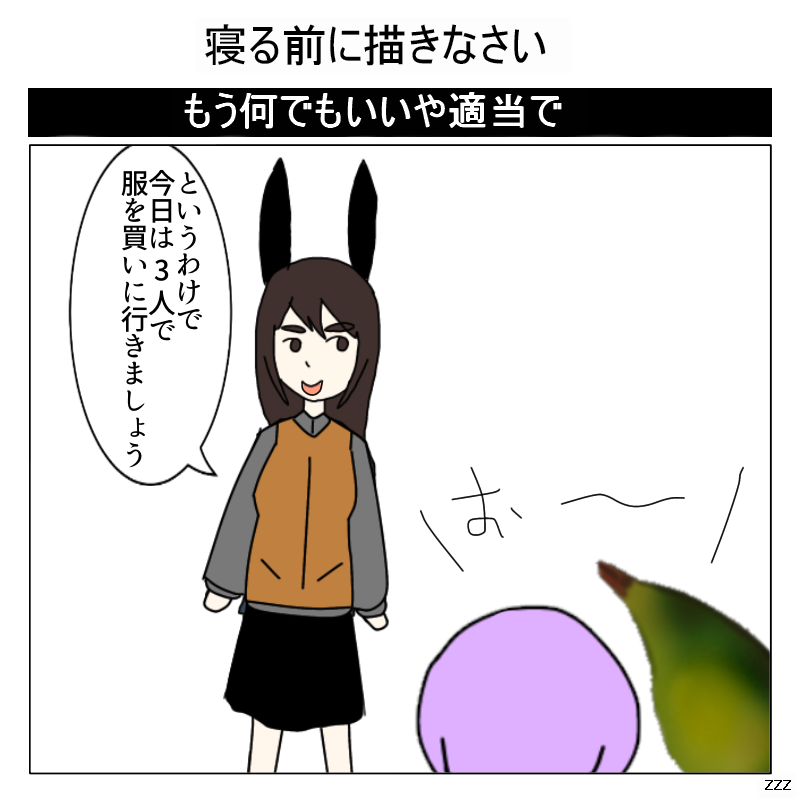 寝る前に描きなさい
もう何でもいいや適当で
というわけで
今日は3人で
服を買いに行きましょう
お〜
zzz